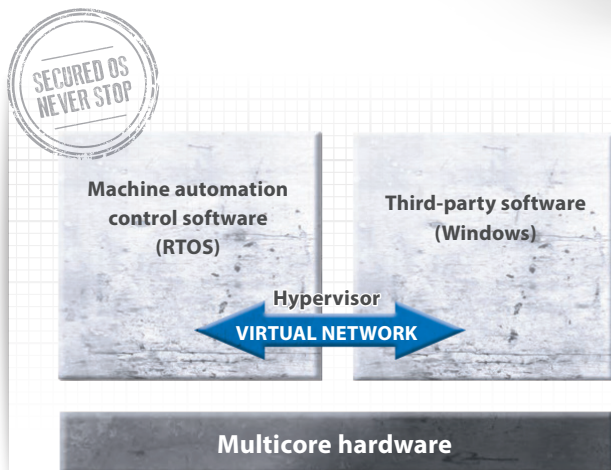 SECURED OS
NEVER STOP
Machine automation
control software
(RTOS)
Third-party software
(Windows)
Hypervisor
VIRTUAL NETWORK
Multicore hardware